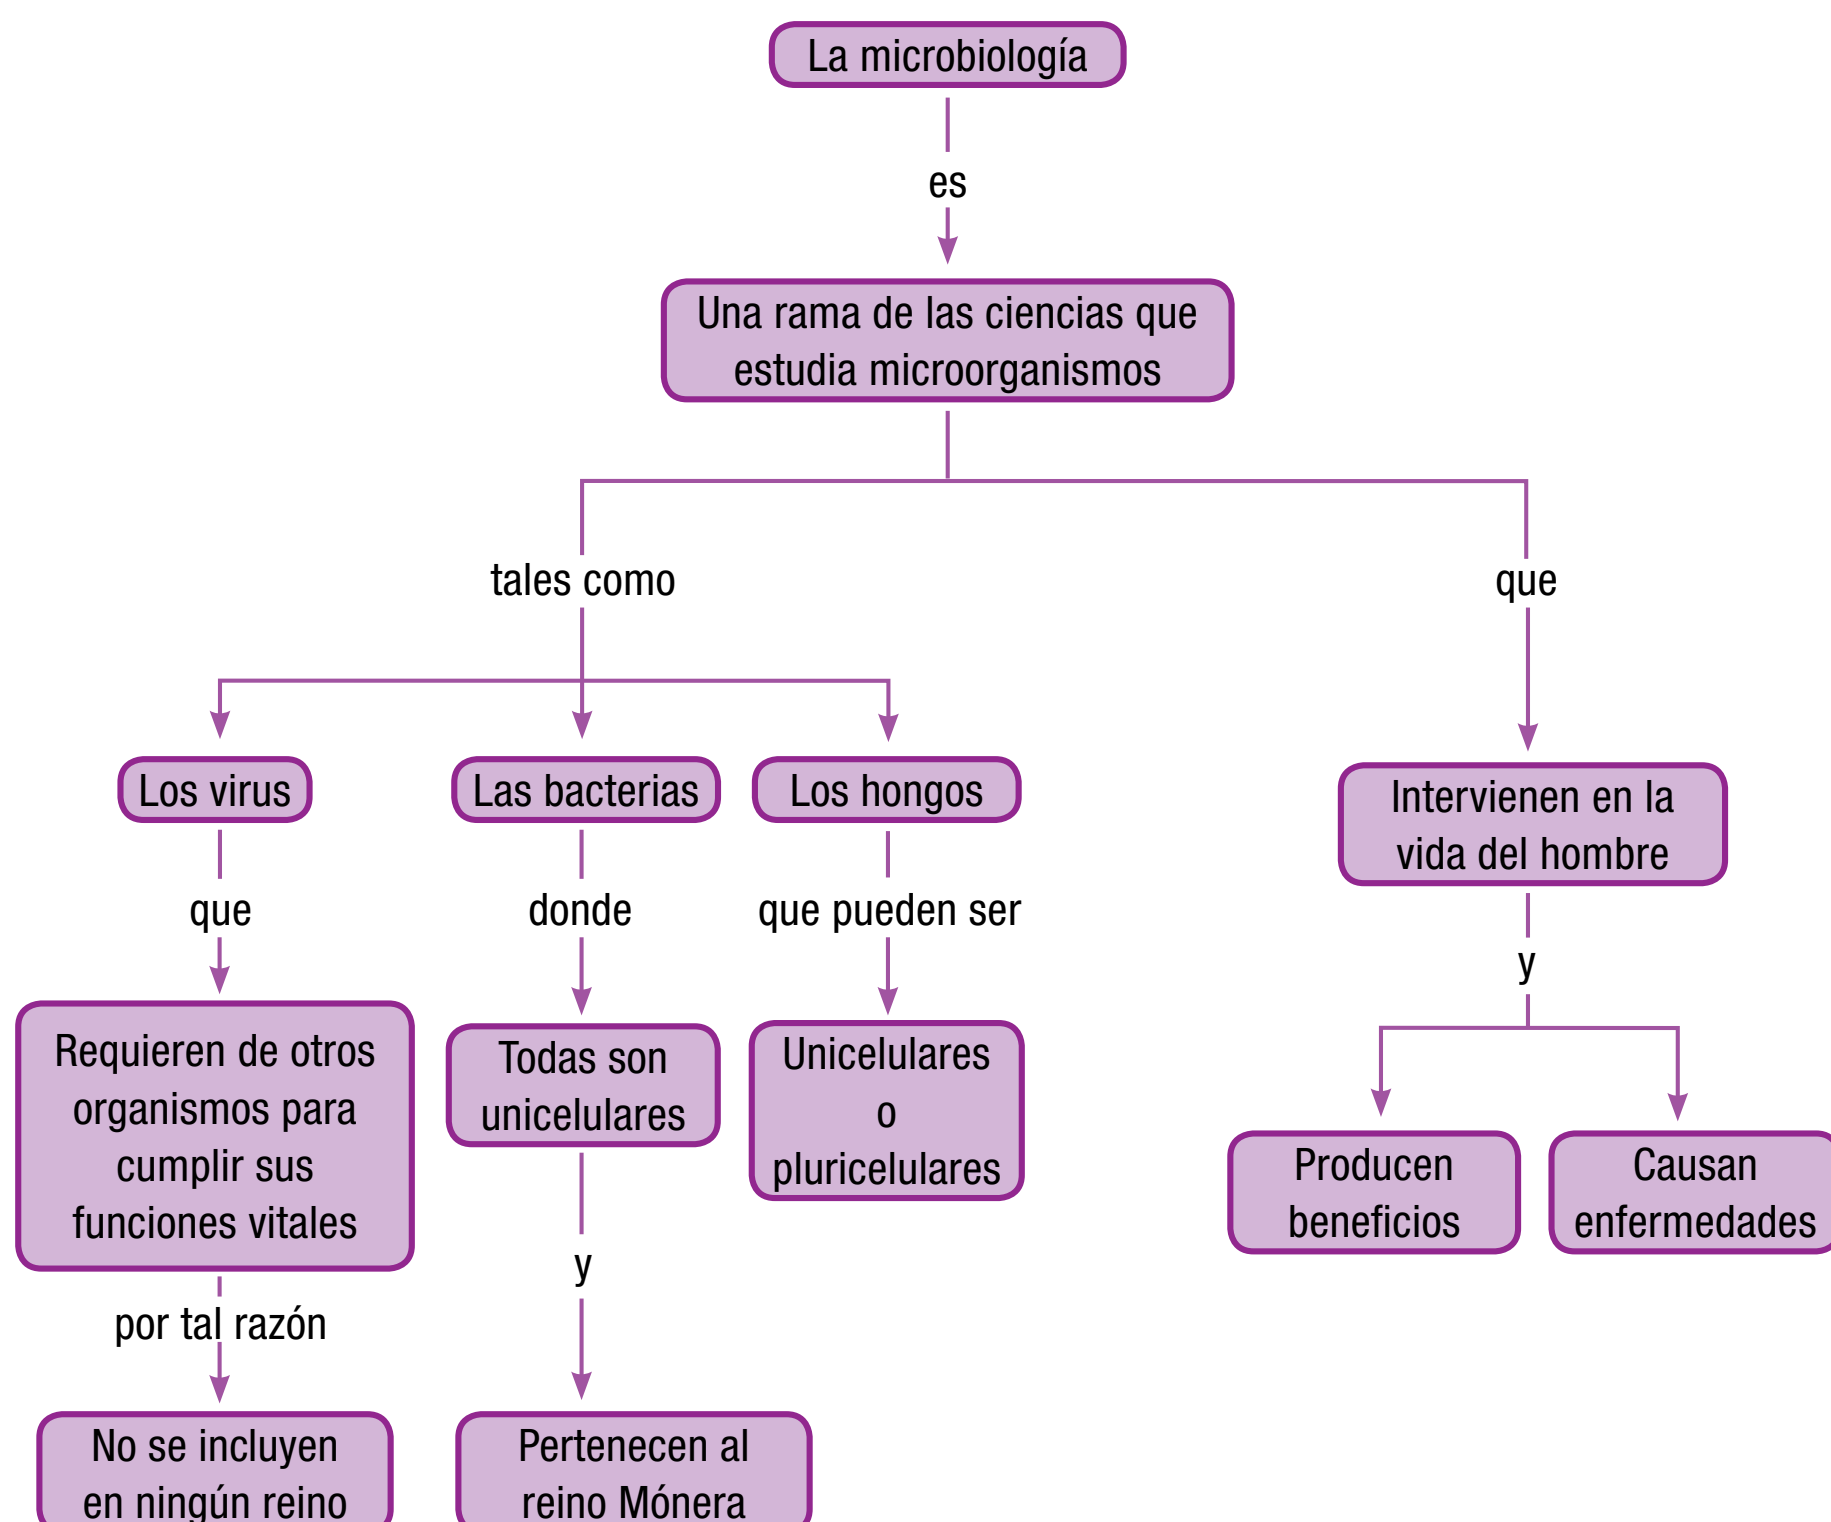 La microbiología
es
Una rama de las ciencias que
estudia microorganismos
tales como
que
Los virus
Las bacterias
Los hongos
Intervienen en la
vida del hombre
que
donde
que pueden ser
y
Requieren de otros
organismos para
cumplir sus
funciones vitales
Todas son
unicelulares
Unicelulares
o
pluricelulares
Producen
beneficios
Causan
enfermedades
por tal razón
y
No se incluyen
en ningún reino
Pertenecen al
reino Mónera